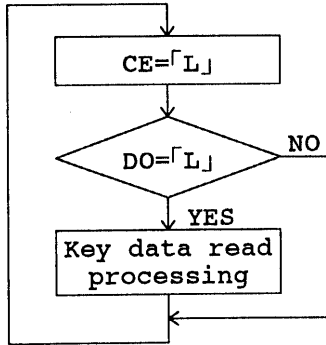 CE=「L」
DO=「L」
NO
YES
Key data read
processing